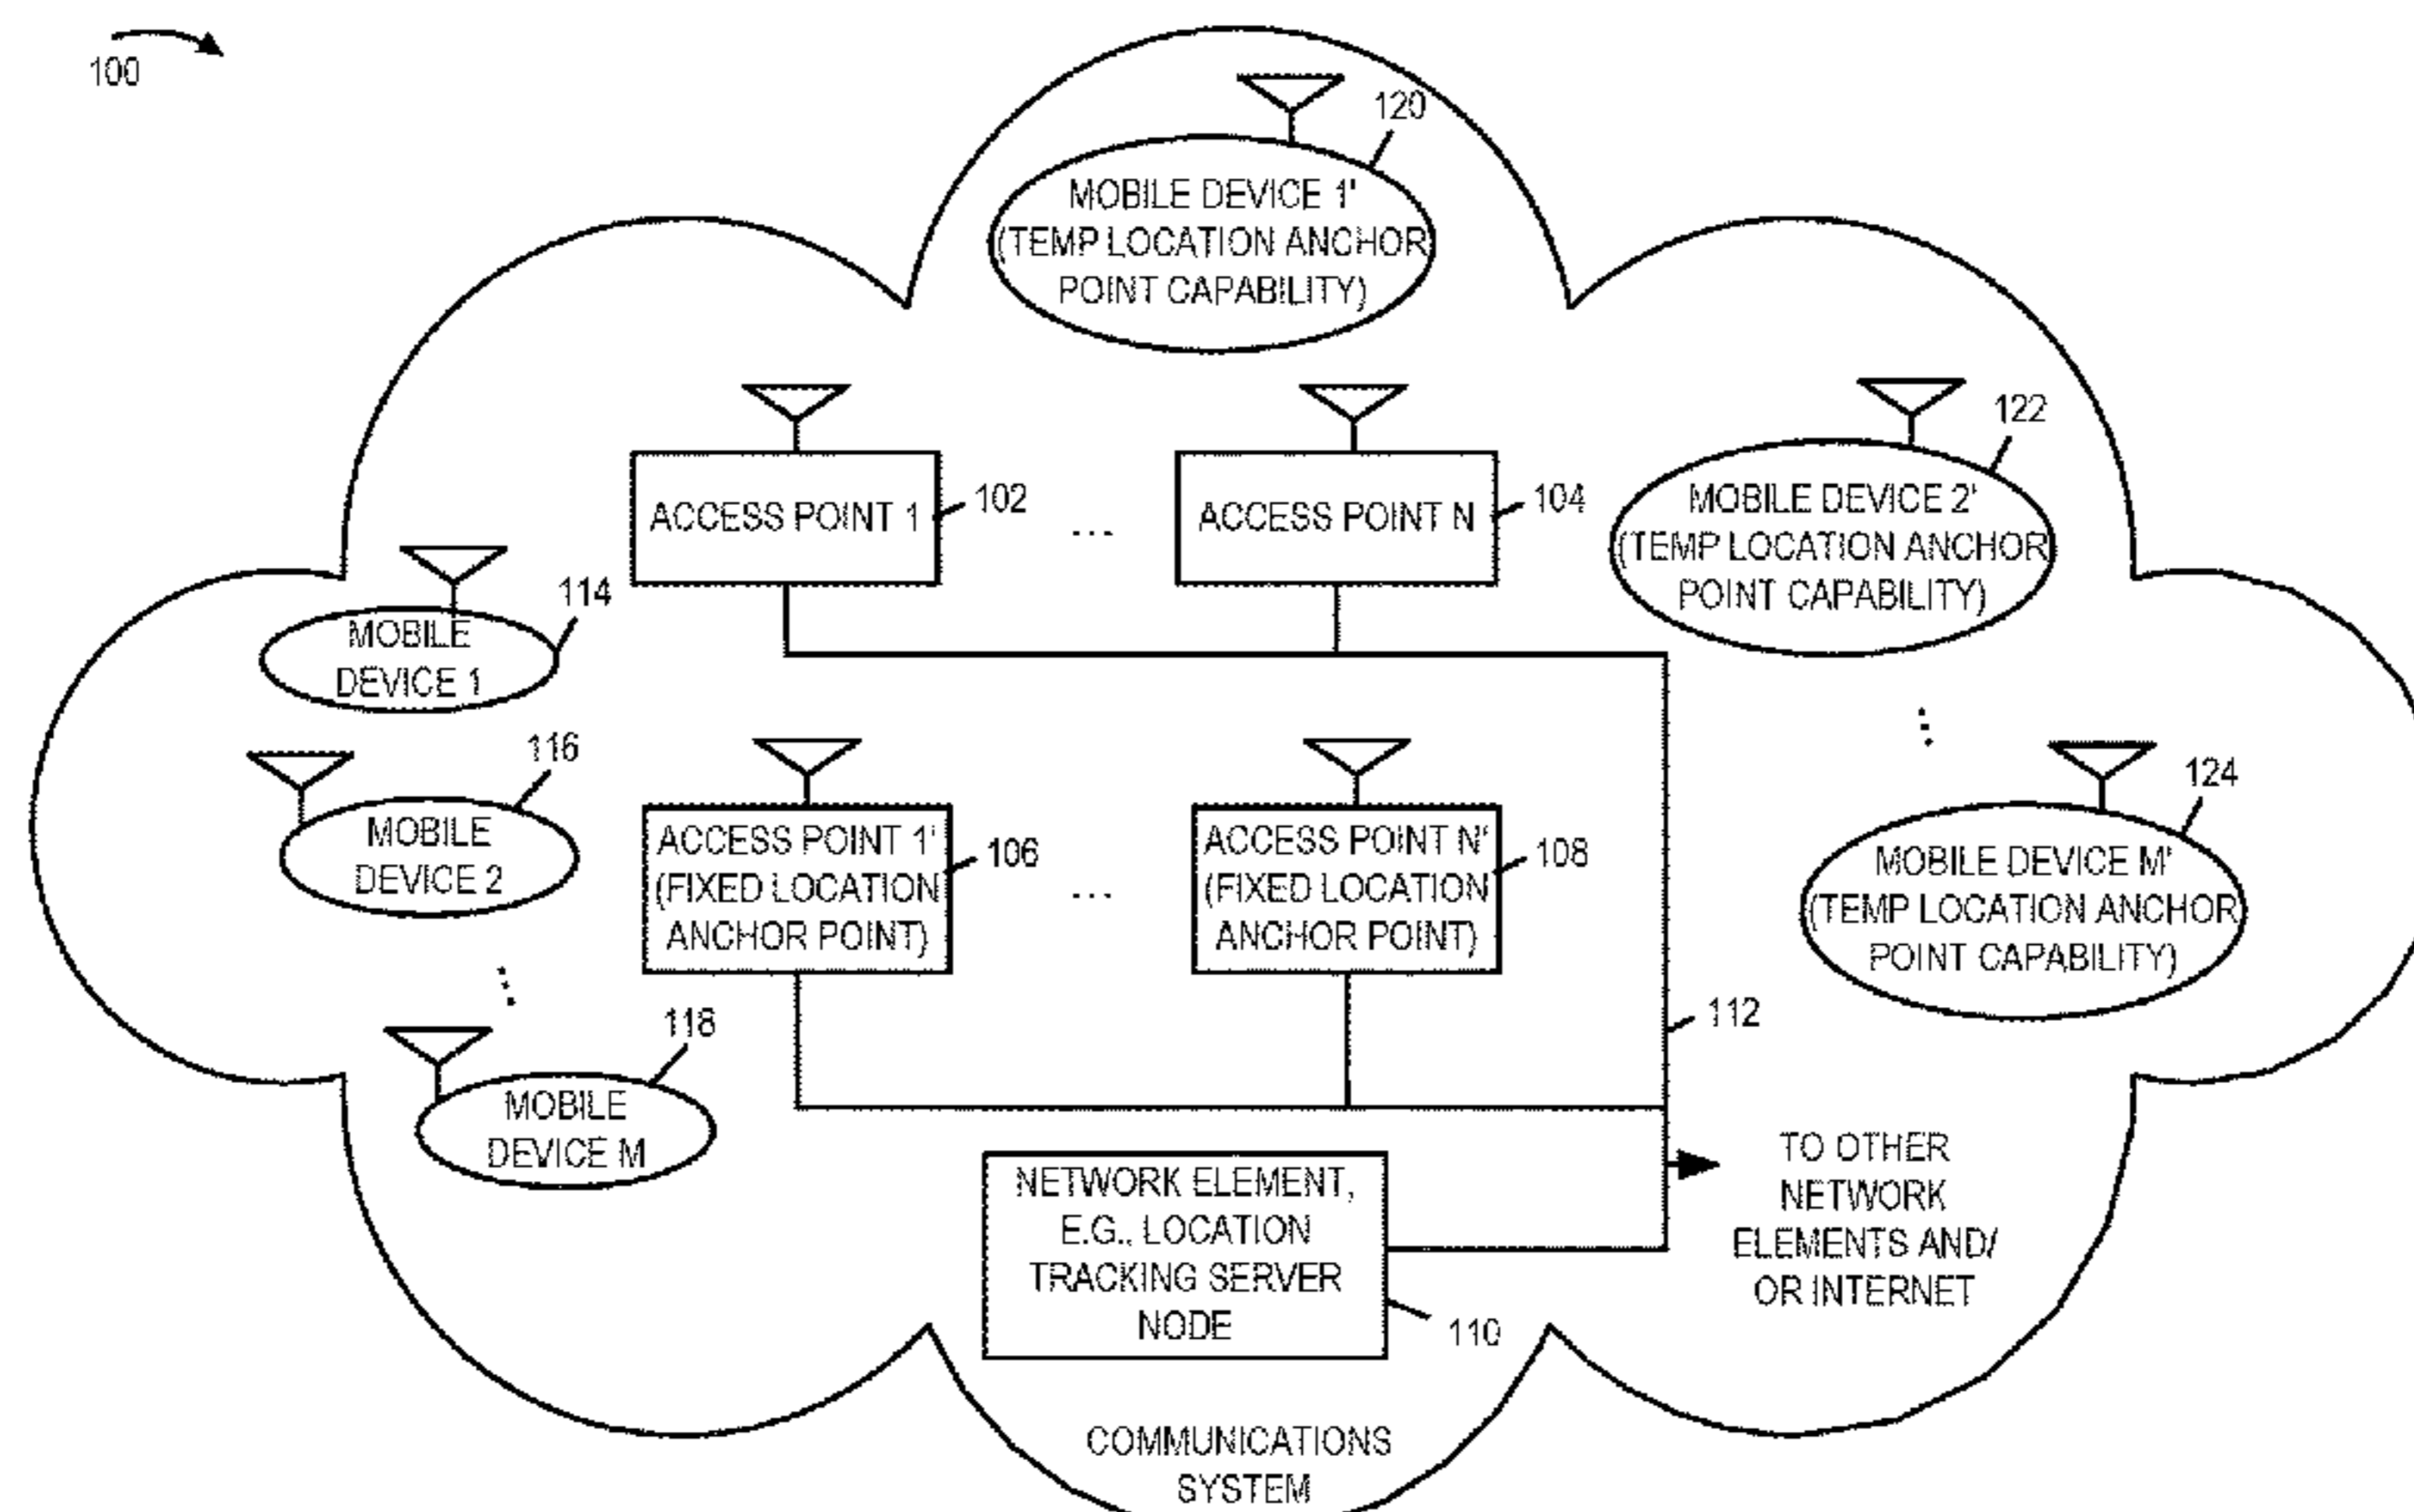 100
120
MOBILE DEVICE 1'
(TEMP LOCATION ANCHOR
POINT CAPABILITY)
122
MOBILE DEVICE 2'
(TEMP LOCATION ANCHOR
POINT CAPABILITY)
ACCESS POINT 1
102
...
ACCESS POINT N
104
114
MOBILE
DEVICE 1
116
MOBILE
DEVICE 2
...
ACCESS POINT 1'
(FIXED LOCATION
ANCHOR POINT)
106
...
ACCESS POINT N'
(FIXED LOCATION
ANCHOR POINT)
108
...
124
MOBILE DEVICE M'
(TEMP LOCATION ANCHOR
POINT CAPABILITY)
112
118
MOBILE
DEVICE M
NETWORK ELEMENT,
E.G., LOCATION
TRACKING SERVER
NODE
110
TO OTHER
NETWORK
ELEMENTS AND/
OR INTERNET
COMMUNICATIONS
SYSTEM